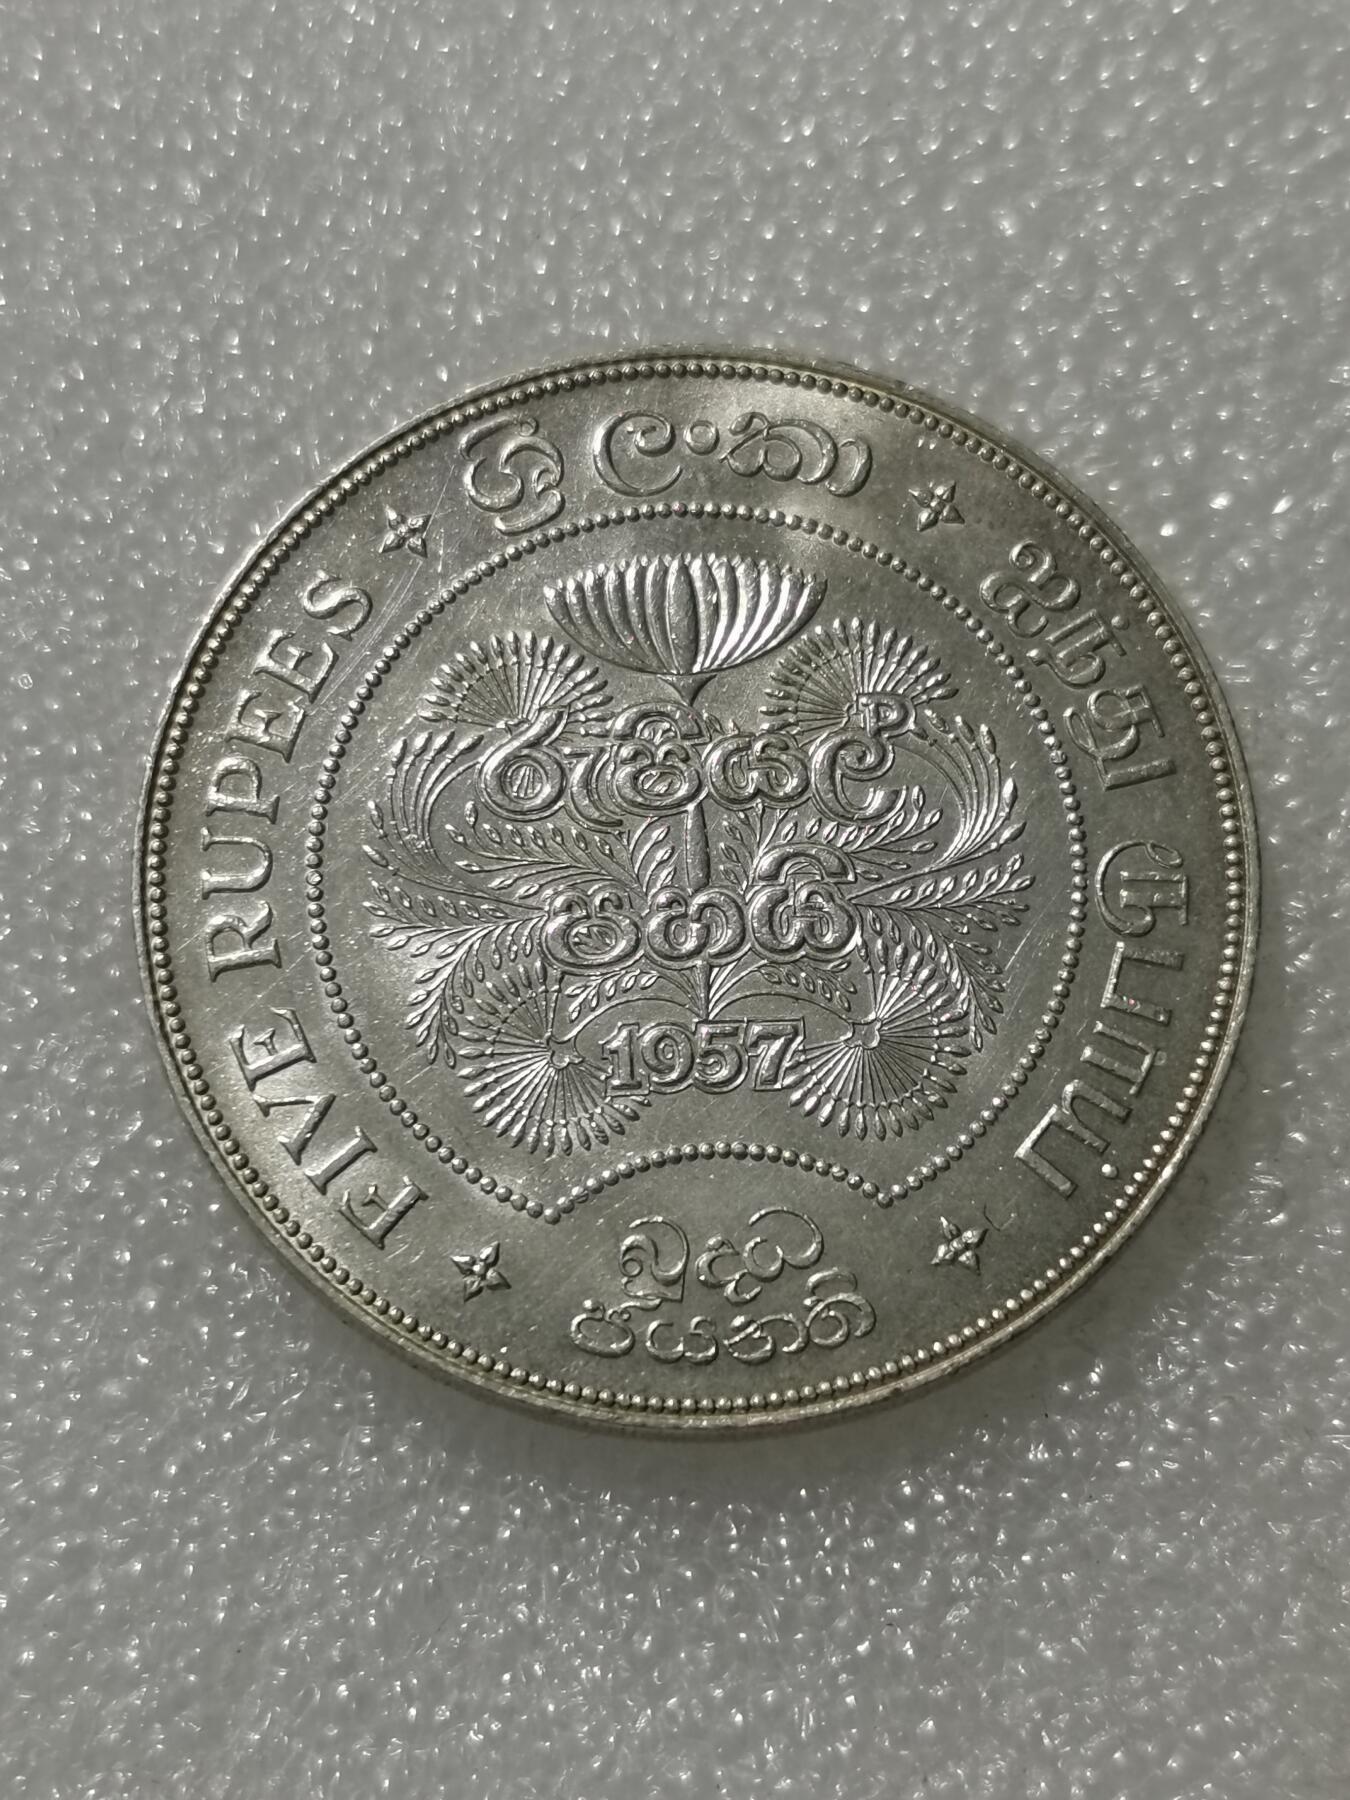 ශ්‍රී ලංකා
FIVE RUPEES
ஐந்து ரூபாய்
රුපියල්
පහයි
1957
බුද්ධ
ජයන්ති